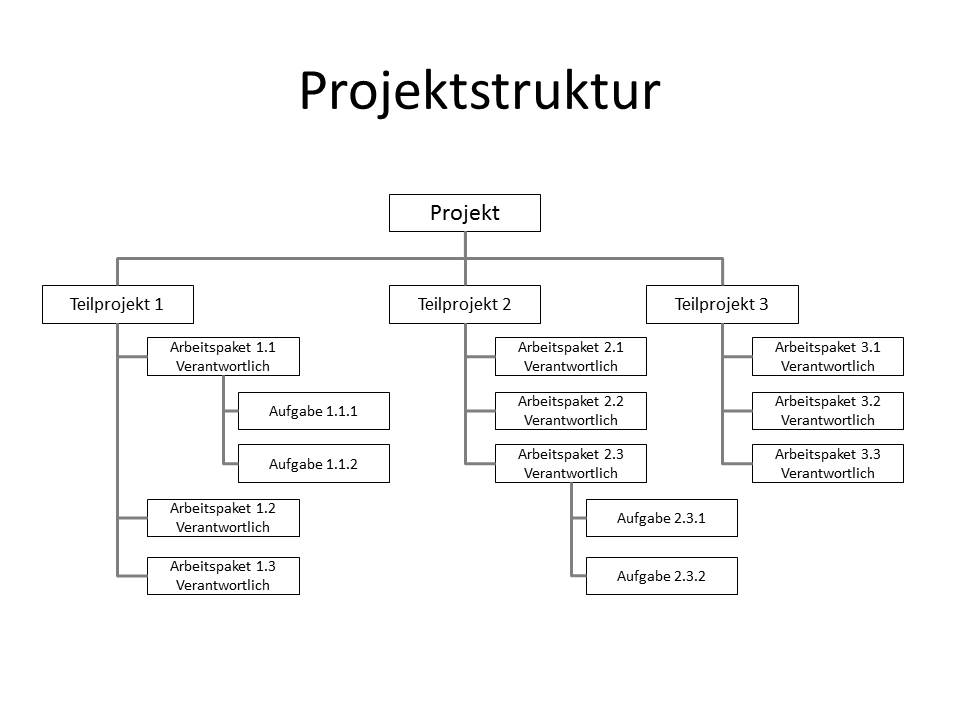 Projektstruktur
Projekt
Teilprojekt 1
Arbeitspaket 1.1
Verantwortlich
Aufgabe 1.1.1
Aufgabe 1.1.2
Arbeitspaket 1.2
Verantwortlich
Arbeitspaket 1.3
Verantwortlich
Teilprojekt 2
Arbeitspaket 2.1
Verantwortlich
Arbeitspaket 2.2
Verantwortlich
Arbeitspaket 2.3
Verantwortlich
Aufgabe 2.3.1
Aufgabe 2.3.2
Teilprojekt 3
Arbeitspaket 3.1
Verantwortlich
Arbeitspaket 3.2
Verantwortlich
Arbeitspaket 3.3
Verantwortlich